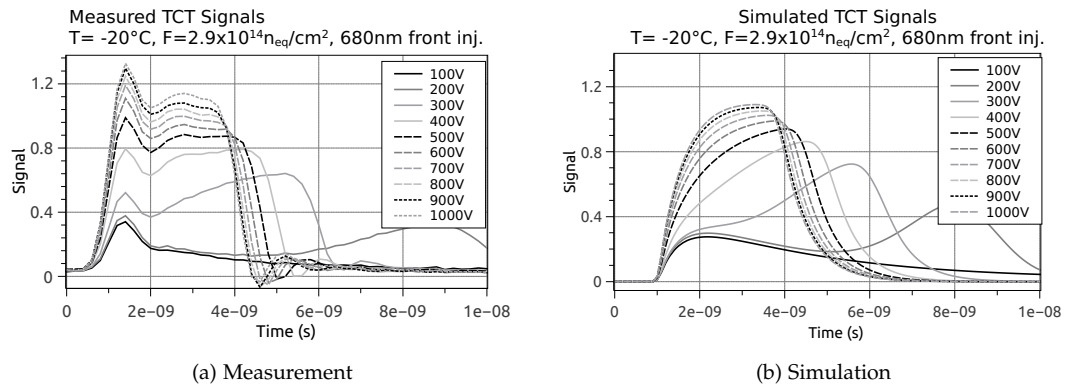 Measured TCT Signals
T= -20°C, F=2.9x10¹⁴n_eq/cm², 680nm front inj.
1.2
0.8
0.4
0
Signal
100V
200V
300V
400V
500V
600V
700V
800V
900V
1000V
0 2e-09 4e-09 6e-09 8e-09 1e-08
Time (s)
(a) Measurement
Simulated TCT Signals
T= -20°C, F=2.9x10¹⁴n_eq/cm², 680nm front inj.
1.2
0.8
0.4
0
Signal
100V
200V
300V
400V
500V
600V
700V
800V
900V
1000V
0 2e−09 4e−09 6e−09 8e−09 1e−08
Time (s)
(b) Simulation